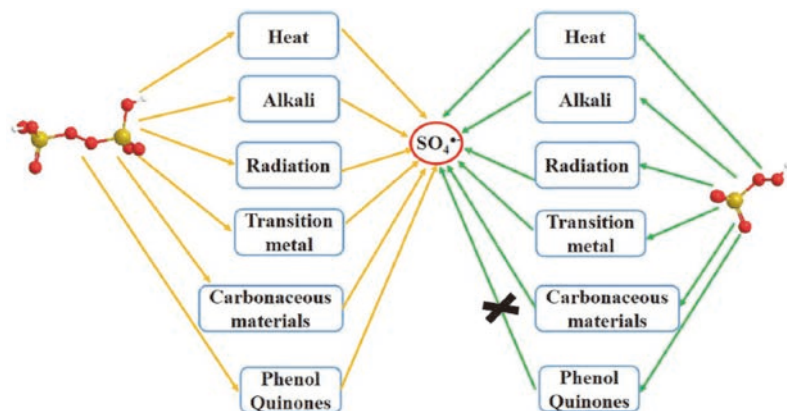 Heat
Heat
Alkali
Alkali
SO₄•−
Radiation
Radiation
Transition
metal
Transition
metal
Carbonaceous
materials
Carbonaceous
materials
Phenol
Quinones
Phenol
Quinones